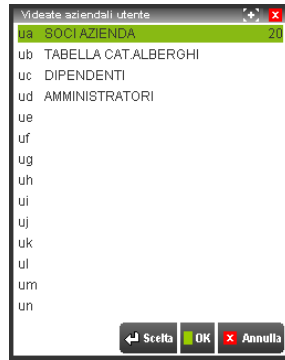 Videate aziendali utente [+] x
ua SOCI AZIENDA 20
ub TABELLA CAT.ALBERGHI
uc DIPENDENTI
ud AMMINISTRATORI
ue
uf
ug
uh
ui
uj
uk
ul
um
un
Scelta OK x Annulla